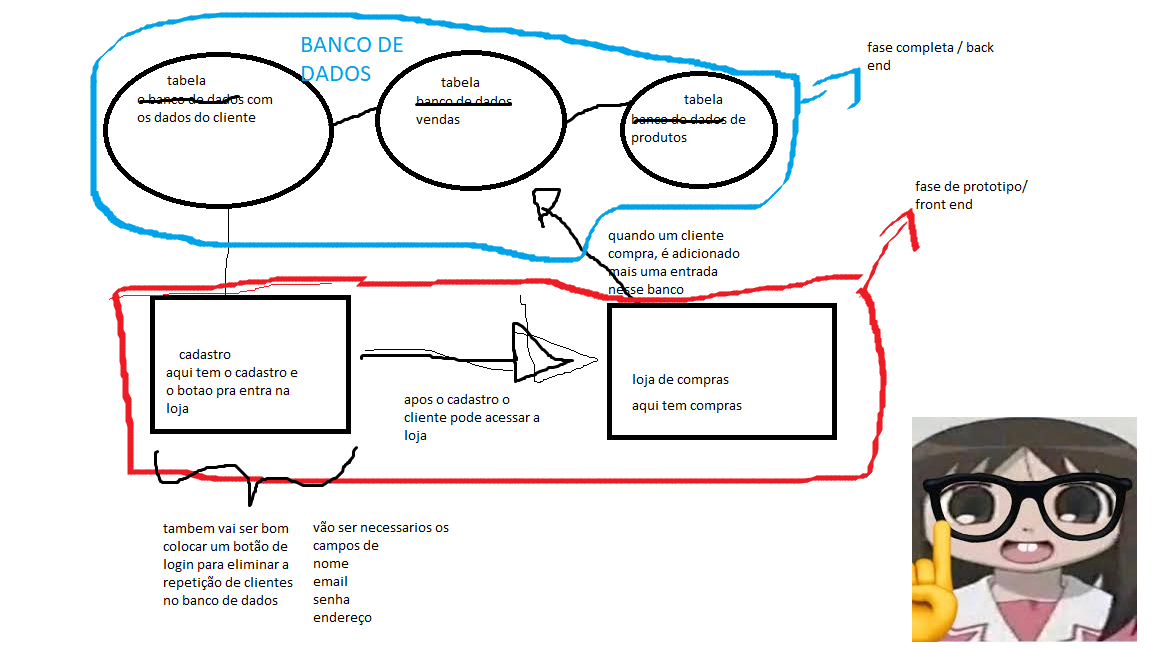 BANCO DE
DADOS
tabela
o banco de dados com
os dados do cliente
tabela
banco de dados
vendas
tabela
banco de dados de
produtos
fase completa / back
end
fase de prototipo/
front end
quando um cliente
compra, é adicionado
mais uma entrada
nesse banco
cadastro
aqui tem o cadastro e
o botao pra entra na
loja
apos o cadastro o
cliente pode acessar a
loja
loja de compras
aqui tem compras
tambem vai ser bom
colocar um botão de
login para eliminar a
repetição de clientes
no banco de dados
vão ser necessarios os
campos de
nome
email
senha
endereço